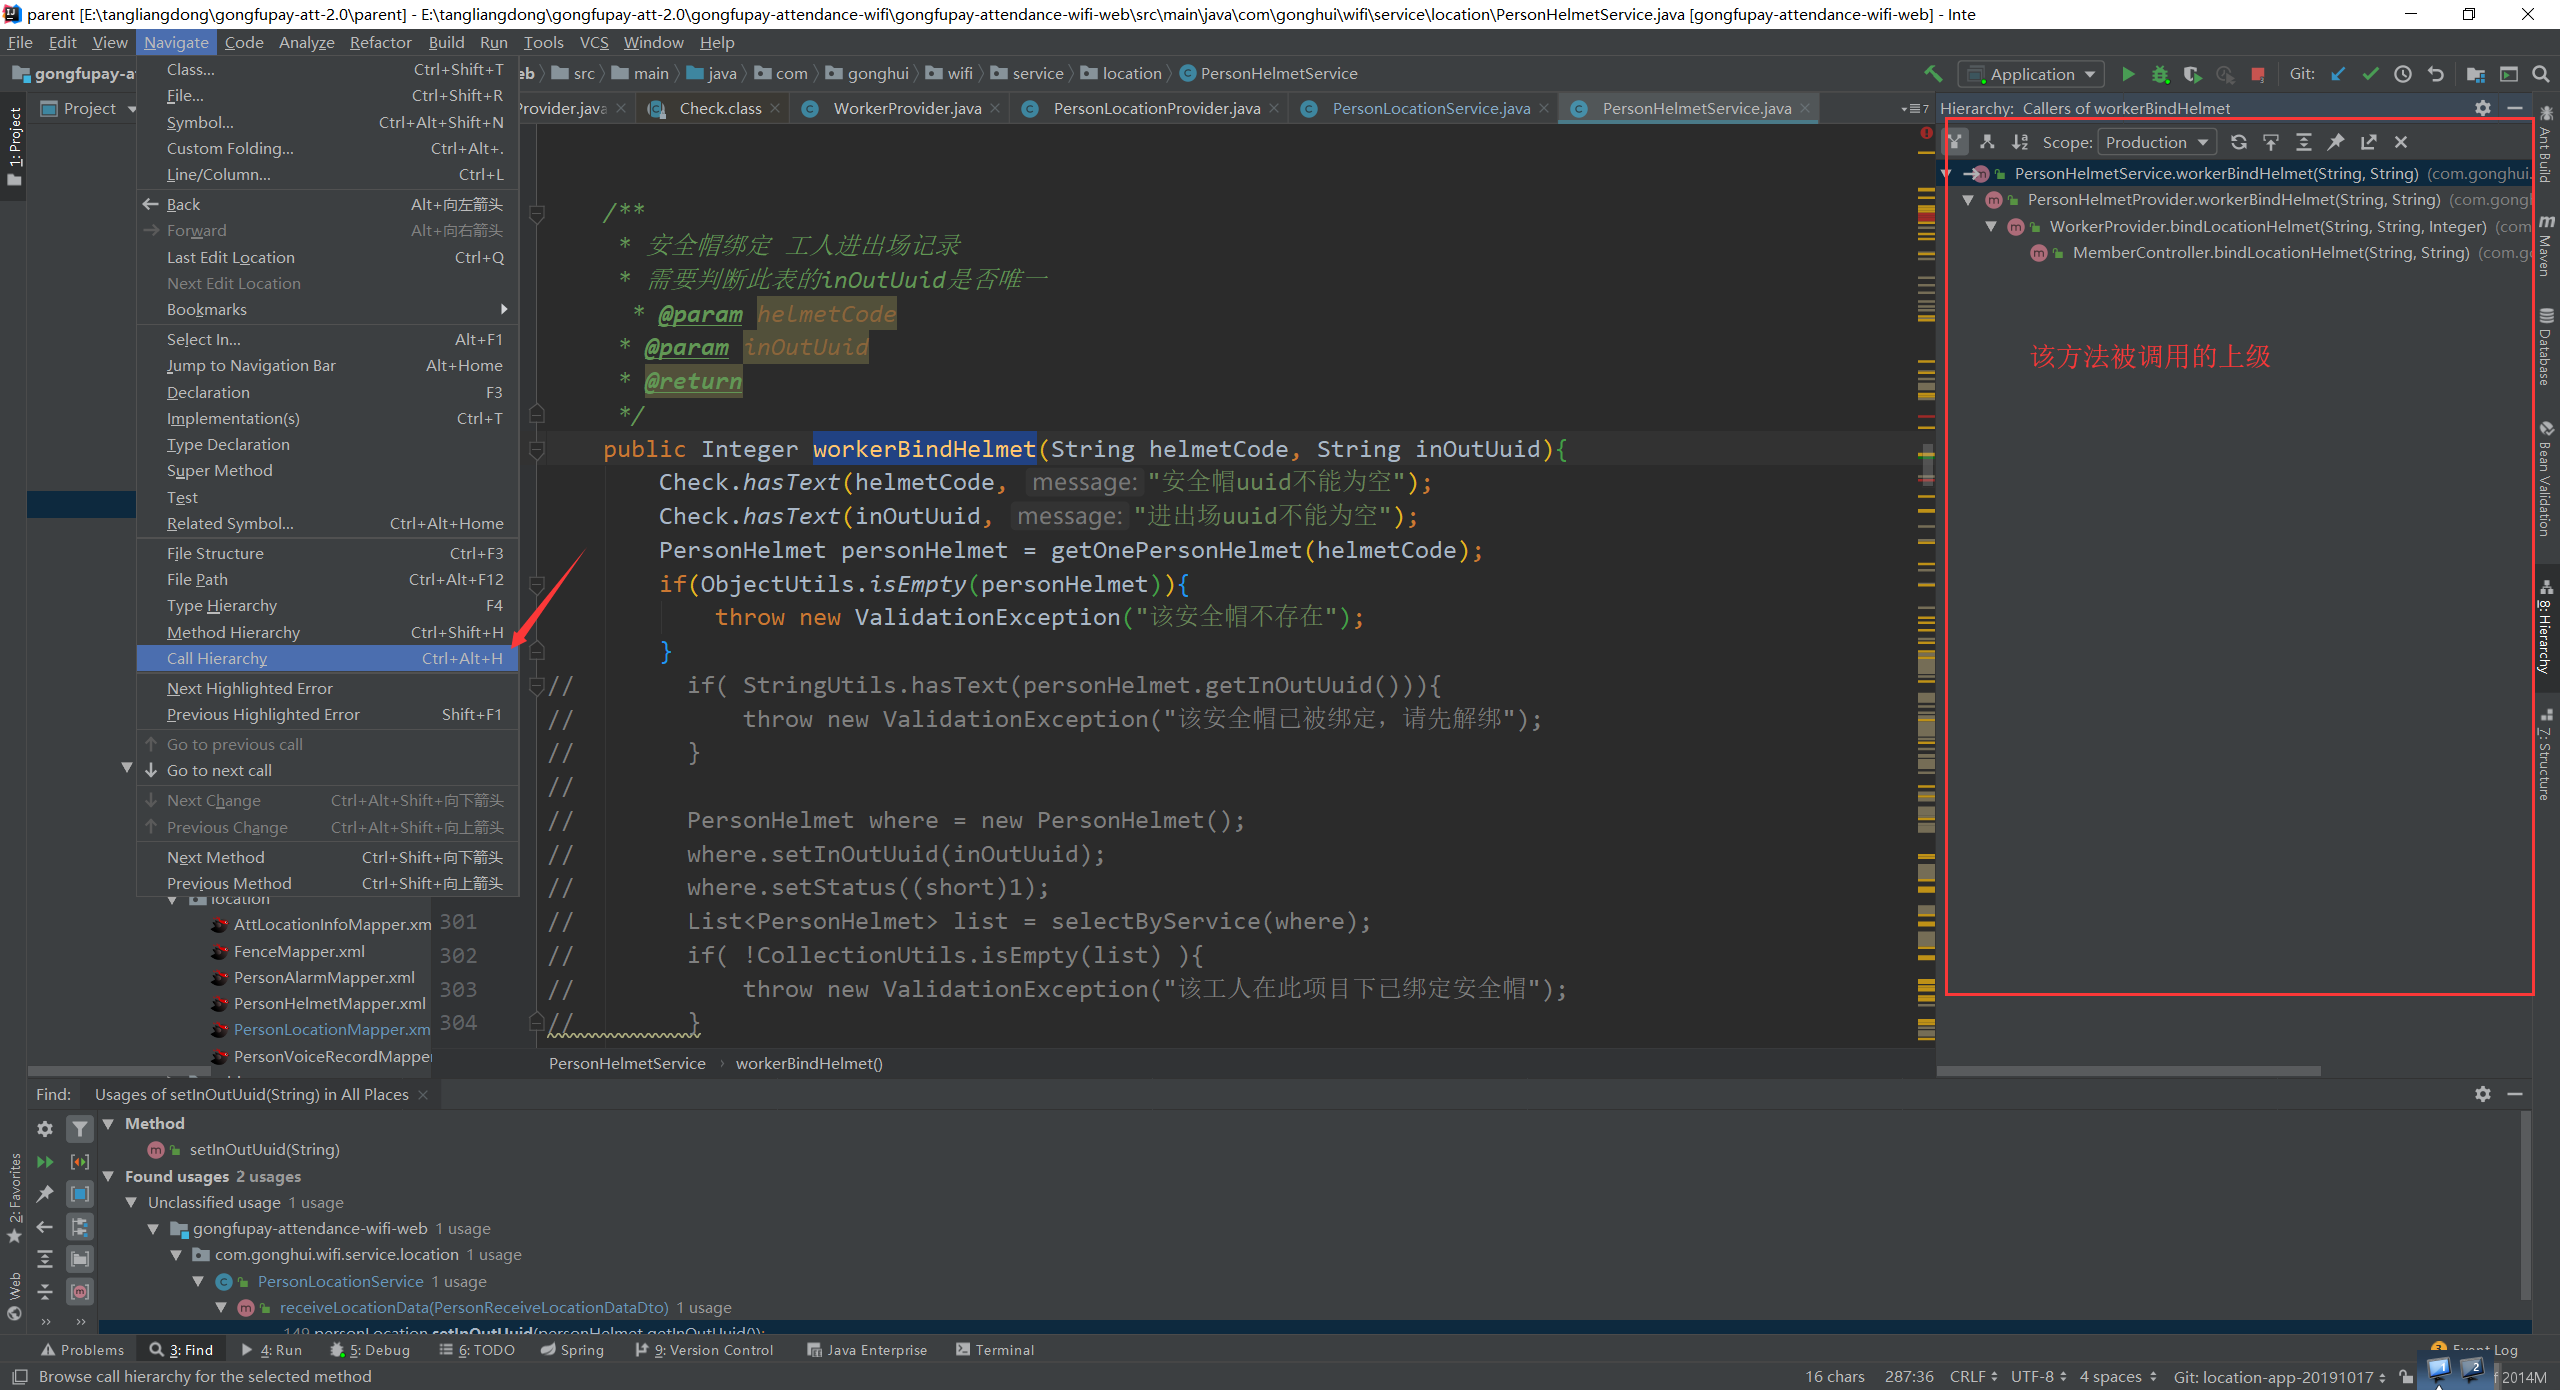 parent [E:\tangliangdong\gongfupay-att-2.0\parent] - E:\tangliangdong\gongfupay-att-2.0\gongfupay-attendance-wifi\gongfupay-attendance-wifi-web\src\main\java\com\gonghui\wifi\service\location\PersonHelmetService.java [gongfupay-attendance-wifi-web] - Inte
File Edit View Navigate Code Analyze Refactor Build Run Tools VCS Window Help
gongfupay-at eb src main java com gonghui wifi service location PersonHelmetService Application Git:
Project rovider.java Check.class WorkerProvider.java PersonLocationProvider.java PersonLocationService.java PersonHelmetService.java 7
Class... Ctrl+Shift+T
File... Ctrl+Shift+R
Symbol... Ctrl+Alt+Shift+N
Custom Folding... Ctrl+Alt+.
Line/Column... Ctrl+L
Back Alt+向左箭头
Forward Alt+向右箭头
Last Edit Location Ctrl+Q
Next Edit Location
Bookmarks
Select In... Alt+F1
Jump to Navigation Bar Alt+Home
Declaration F3
Implementation(s) Ctrl+T
Type Declaration
Super Method
Test
Related Symbol... Ctrl+Alt+Home
File Structure Ctrl+F3
File Path Ctrl+Alt+F12
Type Hierarchy F4
Method Hierarchy Ctrl+Shift+H
Call Hierarchy Ctrl+Alt+H
Next Highlighted Error
Previous Highlighted Error Shift+F1
Go to previous call
Go to next call
Next Change Ctrl+Alt+Shift+向下箭头
Previous Change Ctrl+Alt+Shift+向上箭头
Next Method Ctrl+Shift+向下箭头
Previous Method Ctrl+Shift+向上箭头
location
AttLocationInfoMapper.xm
FenceMapper.xml
PersonAlarmMapper.xml
PersonHelmetMapper.xml
PersonLocationMapper.xm
PersonVoiceRecordMapper
/**
* 安全帽绑定 工人进出场记录
* 需要判断此表的inOutUuid是否唯一
* @param helmetCode
* @param inOutUuid
* @return
*/
public Integer workerBindHelmet(String helmetCode, String inOutUuid){
Check.hasText(helmetCode, message: "安全帽uuid不能为空");
Check.hasText(inOutUuid, message: "进出场uuid不能为空");
PersonHelmet personHelmet = getOnePersonHelmet(helmetCode);
if(ObjectUtils.isEmpty(personHelmet)){
throw new ValidationException("该安全帽不存在");
}
// if( StringUtils.hasText(personHelmet.getInOutUuid())){
// throw new ValidationException("该安全帽已被绑定，请先解绑");
// }
//
// PersonHelmet where = new PersonHelmet();
// where.setInOutUuid(inOutUuid);
// where.setStatus((short)1);
301 // List<PersonHelmet> list = selectByService(where);
302 // if( !CollectionUtils.isEmpty(list) ){
303 // throw new ValidationException("该工人在此项目下已绑定安全帽");
304 // }
PersonHelmetService workerBindHelmet()
Hierarchy: Callers of workerBindHelmet
Scope: Production
PersonHelmetService.workerBindHelmet(String, String) (com.gonghui.
PersonHelmetProvider.workerBindHelmet(String, String) (com.gongh
WorkerProvider.bindLocationHelmet(String, String, Integer) (com
MemberController.bindLocationHelmet(String, String) (com.go
该方法被调用的上级
1: Project
2: Favorites
Web
Ant Build
Maven
Database
Bean Validation
8: Hierarchy
7: Structure
Find: Usages of setInOutUuid(String) in All Places
Method
setInOutUuid(String)
Found usages 2 usages
Unclassified usage 1 usage
gongfupay-attendance-wifi-web 1 usage
com.gonghui.wifi.service.location 1 usage
PersonLocationService 1 usage
receiveLocationData(PersonReceiveLocationDataDto) 1 usage
149 personLocation.setInOutUuid(personHelmet.getInOutUuid());
Problems 3: Find 4: Run 5: Debug 6: TODO Spring 9: Version Control Java Enterprise Terminal Event Log
Browse call hierarchy for the selected method 16 chars 287:36 CRLF UTF-8 4 spaces Git: location-app-20191017 1 2 f 2014M